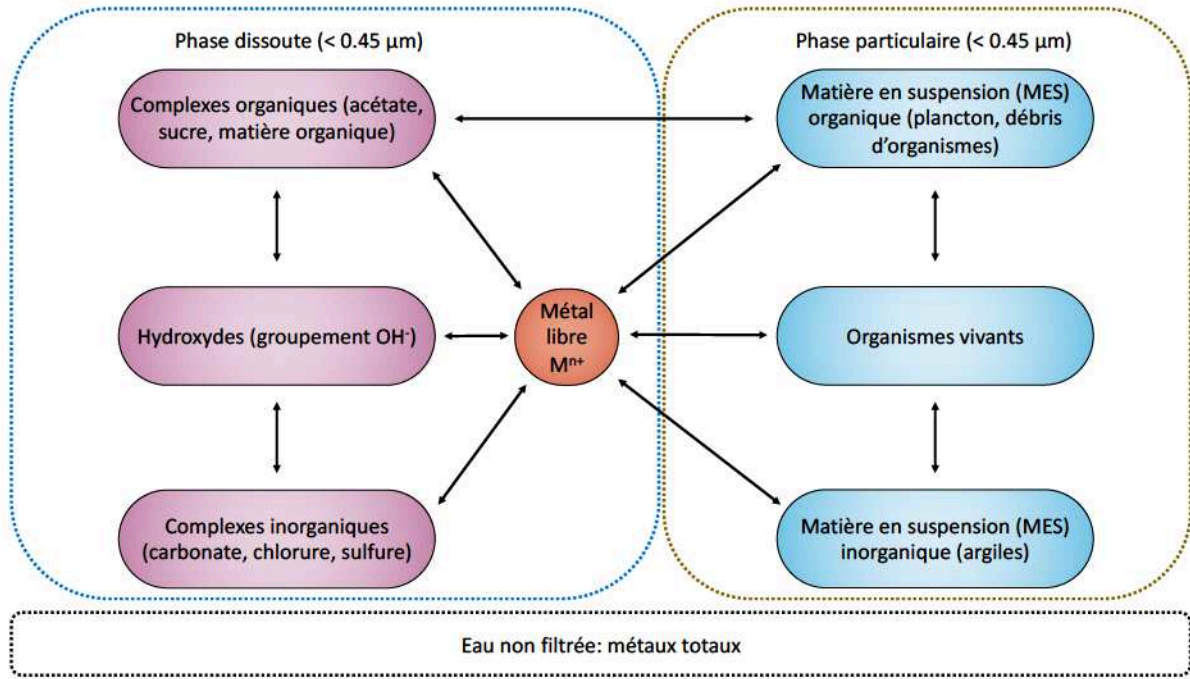 Phase dissoute (< 0.45 µm)
Complexes organiques (acétate,
sucre, matière organique)
Hydroxydes (groupement OH⁻)
Complexes inorganiques
(carbonate, chlorure, sulfure)
Métal
libre
Mⁿ⁺
Phase particulaire (< 0.45 µm)
Matière en suspension (MES)
organique (plancton, débris
d’organismes)
Organismes vivants
Matière en suspension (MES)
inorganique (argiles)
Eau non filtrée: métaux totaux